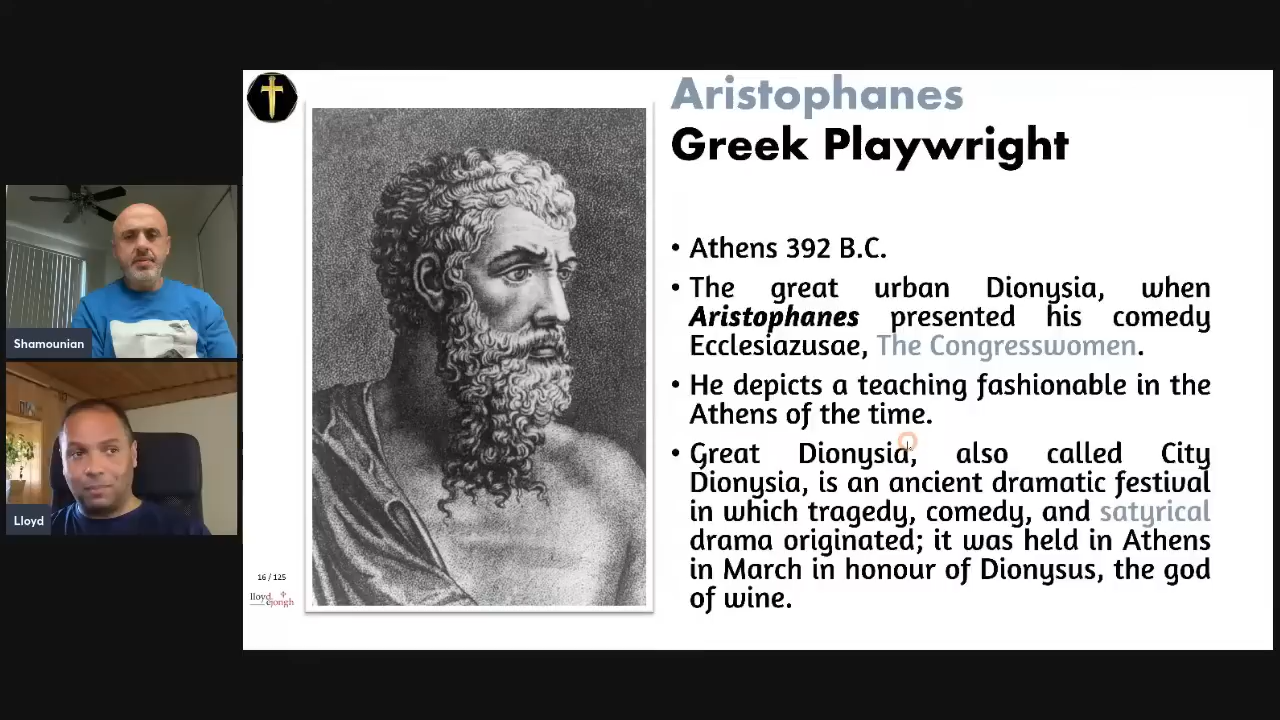 Aristophanes
Greek Playwright
• Athens 392 B.C.
• The great urban Dionysia, when
Aristophanes presented his comedy
Ecclesiazusae, The Congresswomen.
• He depicts a teaching fashionable in the
Athens of the time.
• Great Dionysia, also called City
Dionysia, is an ancient dramatic festival
in which tragedy, comedy, and satyrical
drama originated; it was held in Athens
in March in honour of Dionysus, the god
of wine.
Shamounian
Lloyd
16 / 125
lloyd
dejongh